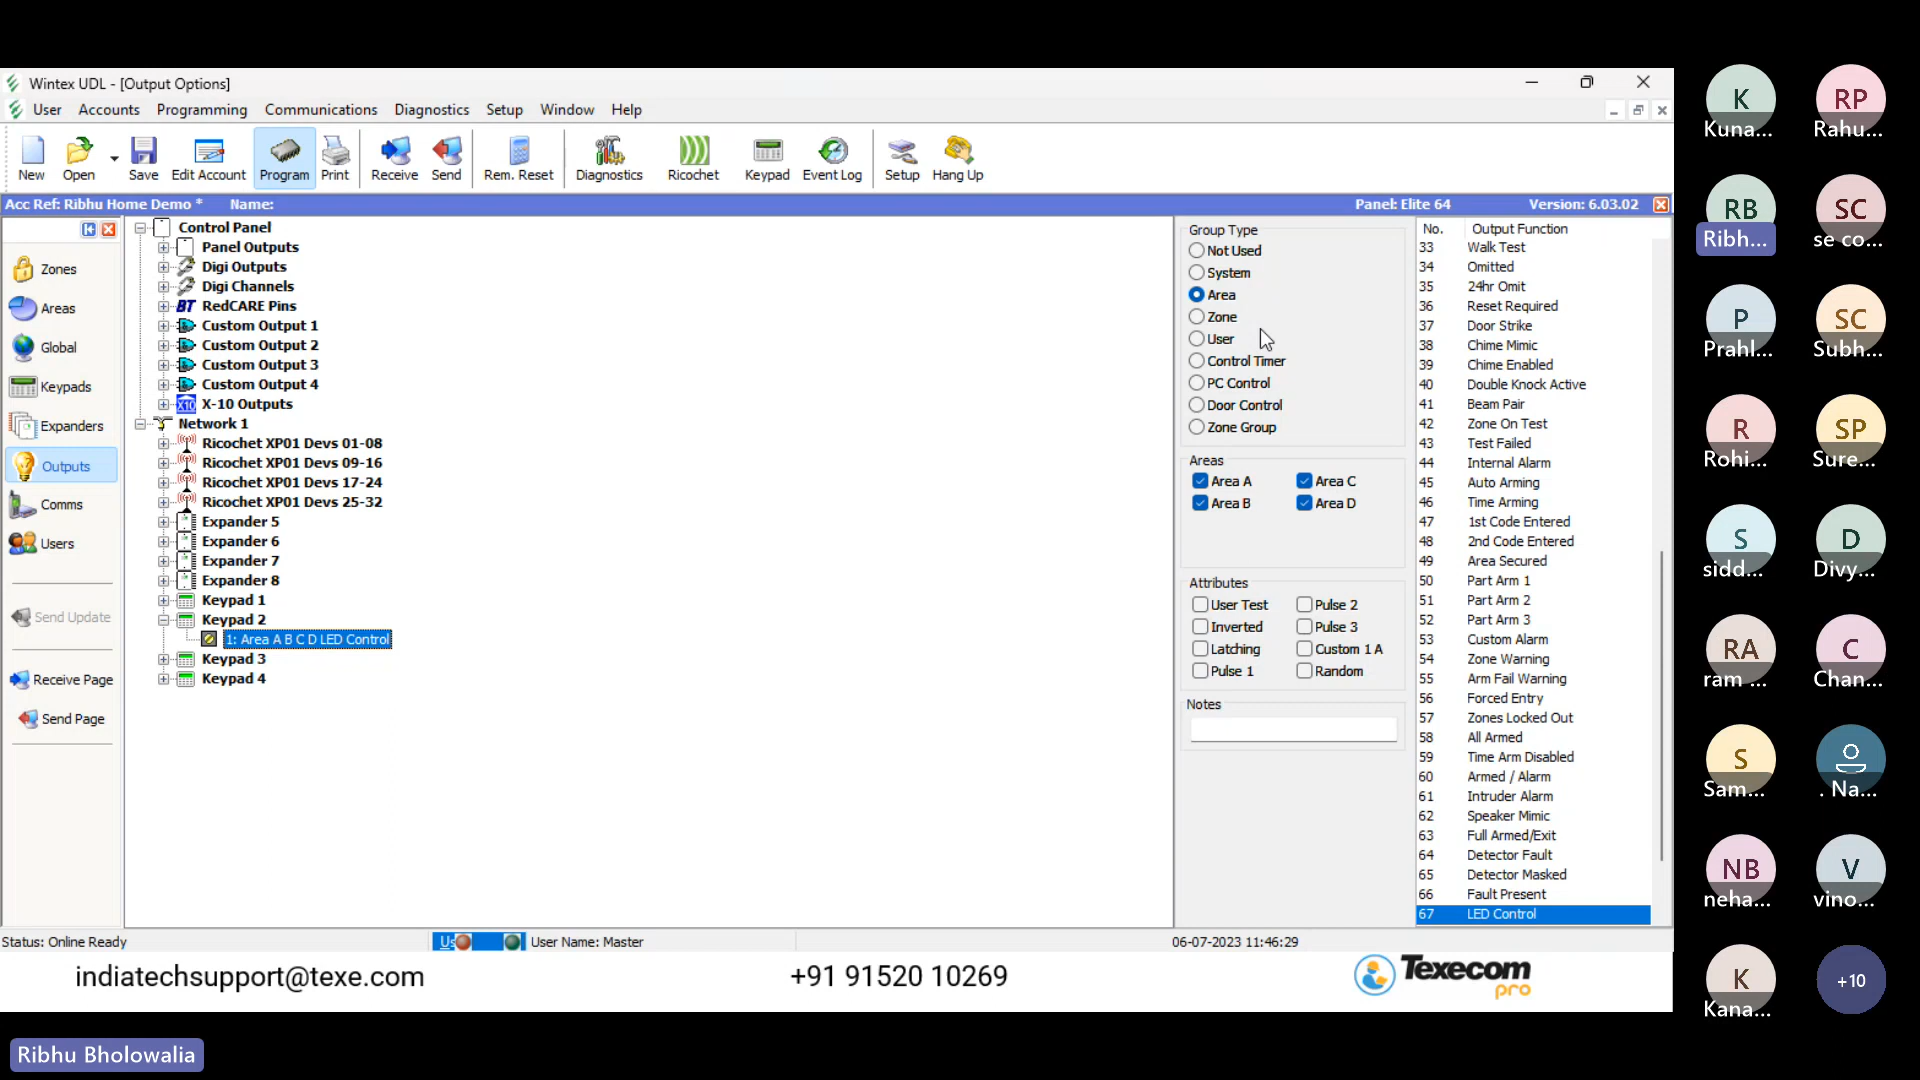 Wintex UDL - [Output Options]
User Accounts Programming Communications Diagnostics Setup Window Help
New Open Save Edit Account Program Print Receive Send Rem. Reset Diagnostics Ricochet Keypad Event Log Setup Hang Up
Acc Ref: Ribhu Home Demo * Name: Panel: Elite 64 Version: 6.03.02
Zones
Areas
Global
Keypads
Expanders
Outputs
Comms
Users
Send Update
Receive Page
Send Page
Control Panel
Panel Outputs
Digi Outputs
Digi Channels
BT RedCARE Pins
Custom Output 1
Custom Output 2
Custom Output 3
Custom Output 4
X10 X-10 Outputs
Network 1
Ricochet XP01 Devs 01-08
Ricochet XP01 Devs 09-16
Ricochet XP01 Devs 17-24
Ricochet XP01 Devs 25-32
Expander 5
Expander 6
Expander 7
Expander 8
Keypad 1
Keypad 2
1: Area A B C D LED Control
Keypad 3
Keypad 4
Group Type
Not Used
System
Area
Zone
User
Control Timer
PC Control
Door Control
Zone Group
Areas
Area A Area C
Area B Area D
Attributes
User Test Pulse 2
Inverted Pulse 3
Latching Custom 1 A
Pulse 1 Random
Notes
No. Output Function
33 Walk Test
34 Omitted
35 24hr Omit
36 Reset Required
37 Door Strike
38 Chime Mimic
39 Chime Enabled
40 Double Knock Active
41 Beam Pair
42 Zone On Test
43 Test Failed
44 Internal Alarm
45 Auto Arming
46 Time Arming
47 1st Code Entered
48 2nd Code Entered
49 Area Secured
50 Part Arm 1
51 Part Arm 2
52 Part Arm 3
53 Custom Alarm
54 Zone Warning
55 Arm Fail Warning
56 Forced Entry
57 Zones Locked Out
58 All Armed
59 Time Arm Disabled
60 Armed / Alarm
61 Intruder Alarm
62 Speaker Mimic
63 Full Armed/Exit
64 Detector Fault
65 Detector Masked
66 Fault Present
67 LED Control
Status: Online Ready Us User Name: Master 06-07-2023 11:46:29
indiatechsupport@texe.com +91 91520 10269 Texecom
pro
Ribhu Bholowalia
K RP
Kuna... Rahu...
RB SC
Ribh... se co...
P SC
Prahl... Subh...
R SP
Rohi... Sure...
S D
sidd... Divy...
RA C
ram ... Chan...
S
Sam... . Na...
NB V
neha... vino...
K +10
Kana...